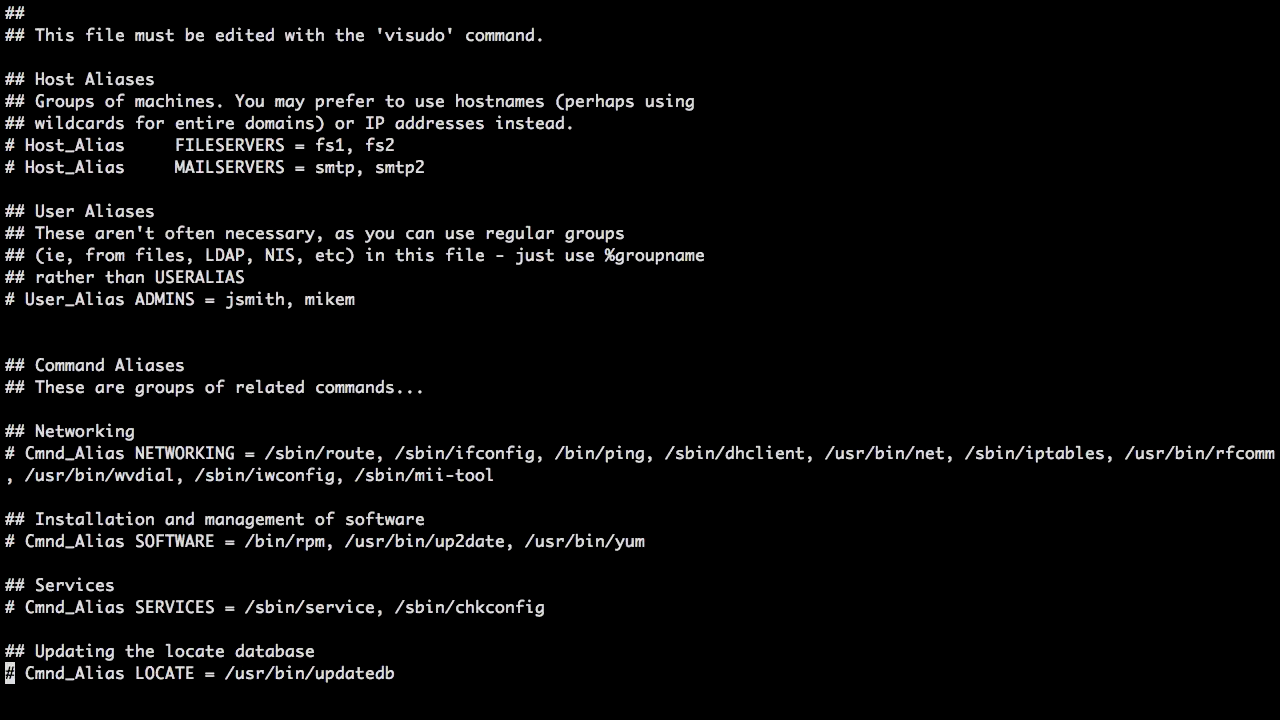 ##
## This file must be edited with the 'visudo' command.
## Host Aliases
## Groups of machines. You may prefer to use hostnames (perhaps using
## wildcards for entire domains) or IP addresses instead.
# Host_Alias     FILESERVERS = fs1, fs2
# Host_Alias     MAILSERVERS = smtp, smtp2
## User Aliases
## These aren't often necessary, as you can use regular groups
## (ie, from files, LDAP, NIS, etc) in this file - just use %groupname
## rather than USERALIAS
# User_Alias ADMINS = jsmith, mikem
## Command Aliases
## These are groups of related commands...
## Networking
# Cmnd_Alias NETWORKING = /sbin/route, /sbin/ifconfig, /bin/ping, /sbin/dhclient, /usr/bin/net, /sbin/iptables, /usr/bin/rfcomm
, /usr/bin/wvdial, /sbin/iwconfig, /sbin/mii-tool
## Installation and management of software
# Cmnd_Alias SOFTWARE = /bin/rpm, /usr/bin/up2date, /usr/bin/yum
## Services
# Cmnd_Alias SERVICES = /sbin/service, /sbin/chkconfig
## Updating the locate database
# Cmnd_Alias LOCATE = /usr/bin/updatedb